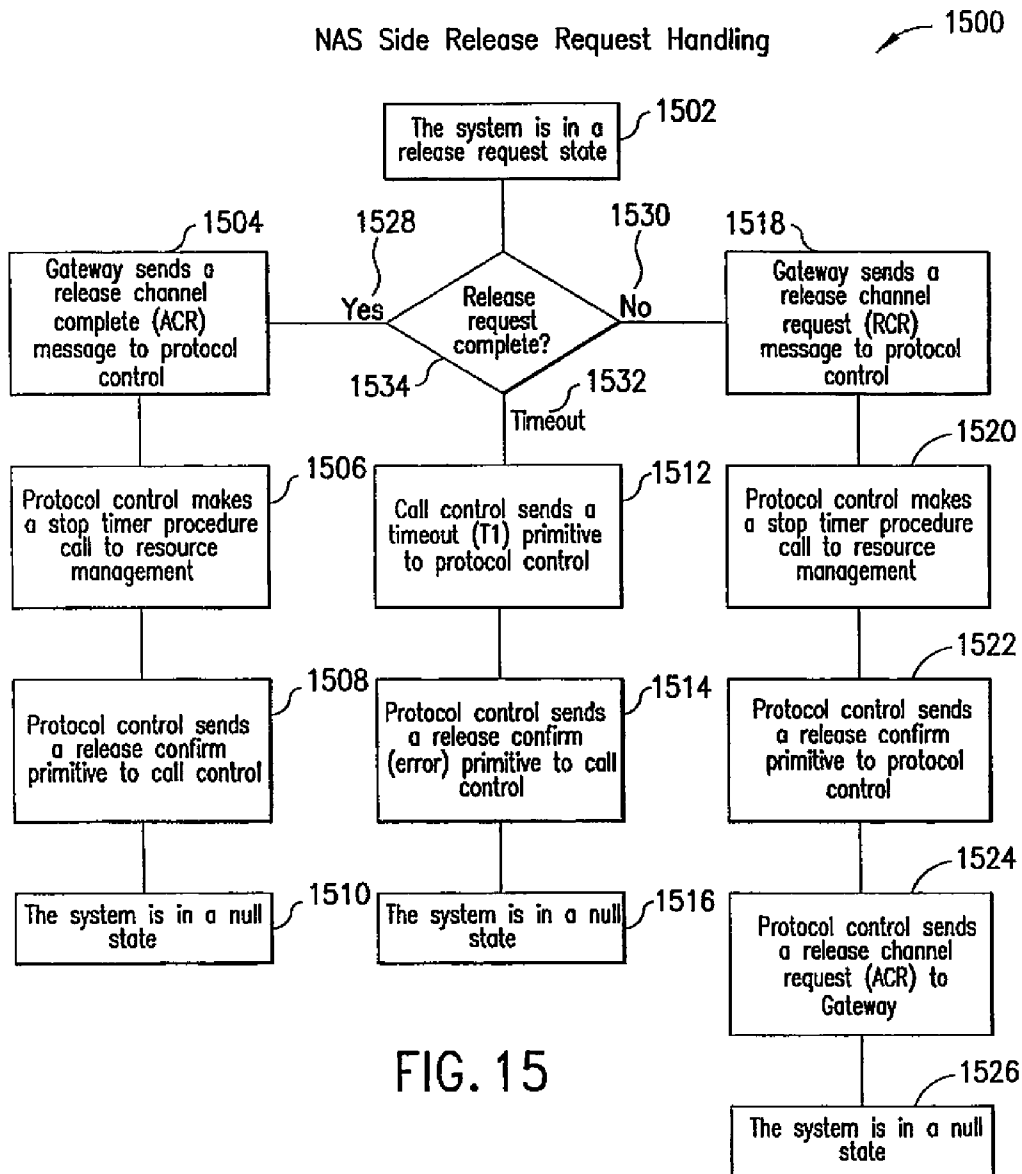 NAS Side Release Request Handling
1500
The system is in a
release request state
1502
1504
Gateway sends a
release channel
complete (ACR)
message to protocol
control
1528
Yes
Release
request
complete?
1534
1530
No
1532
Timeout
1518
Gateway sends a
release channel
request (RCR)
message to protocol
control
1506
Protocol control makes
a stop timer procedure
call to resource
management
1512
Call control sends a
timeout (T1) primitive
to protocol control
1520
Protocol control makes
a stop timer procedure
call to resource
management
1508
Protocol control sends
a release confirm
primitive to call control
1514
Protocol control sends
a release confirm
(error) primitive to call
control
1522
Protocol control sends
a release confirm
primitive to protocol
control
1510
The system is in a null
state
1516
The system is in a null
state
1524
Protocol control sends
a release channel
request (ACR) to
Gateway
1526
The system is in a null
state
FIG. 15